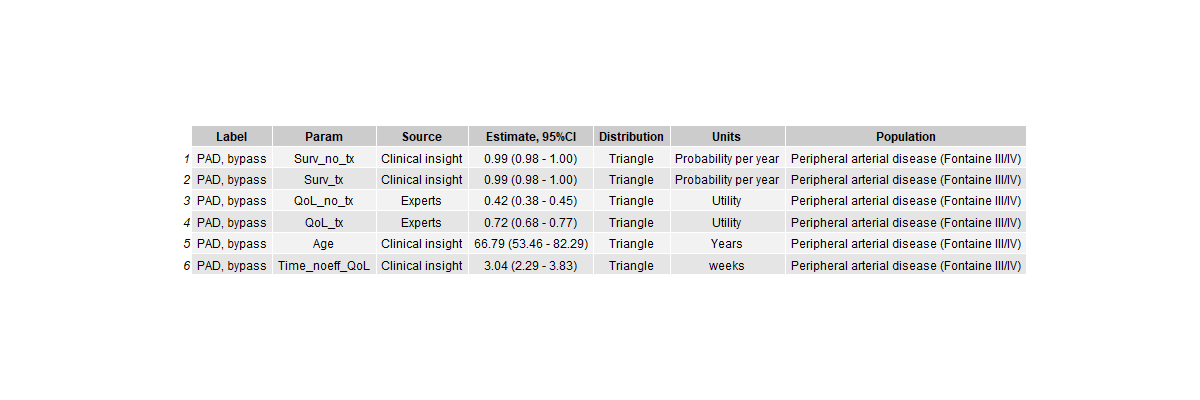 Label Param Source Estimate, 95%CI Distribution Units Population
1 PAD, bypass Surv_no_tx Clinical insight 0.99 (0.98 - 1.00) Triangle Probability per year Peripheral arterial disease (Fontaine III/IV)
2 PAD, bypass Surv_tx Clinical insight 0.99 (0.98 - 1.00) Triangle Probability per year Peripheral arterial disease (Fontaine III/IV)
3 PAD, bypass QoL_no_tx Experts 0.42 (0.38 - 0.45) Triangle Utility Peripheral arterial disease (Fontaine III/IV)
4 PAD, bypass QoL_tx Experts 0.72 (0.68 - 0.77) Triangle Utility Peripheral arterial disease (Fontaine III/IV)
5 PAD, bypass Age Clinical insight 66.79 (53.46 - 82.29) Triangle Years Peripheral arterial disease (Fontaine III/IV)
6 PAD, bypass Time_noeff_QoL Clinical insight 3.04 (2.29 - 3.83) Triangle weeks Peripheral arterial disease (Fontaine III/IV)